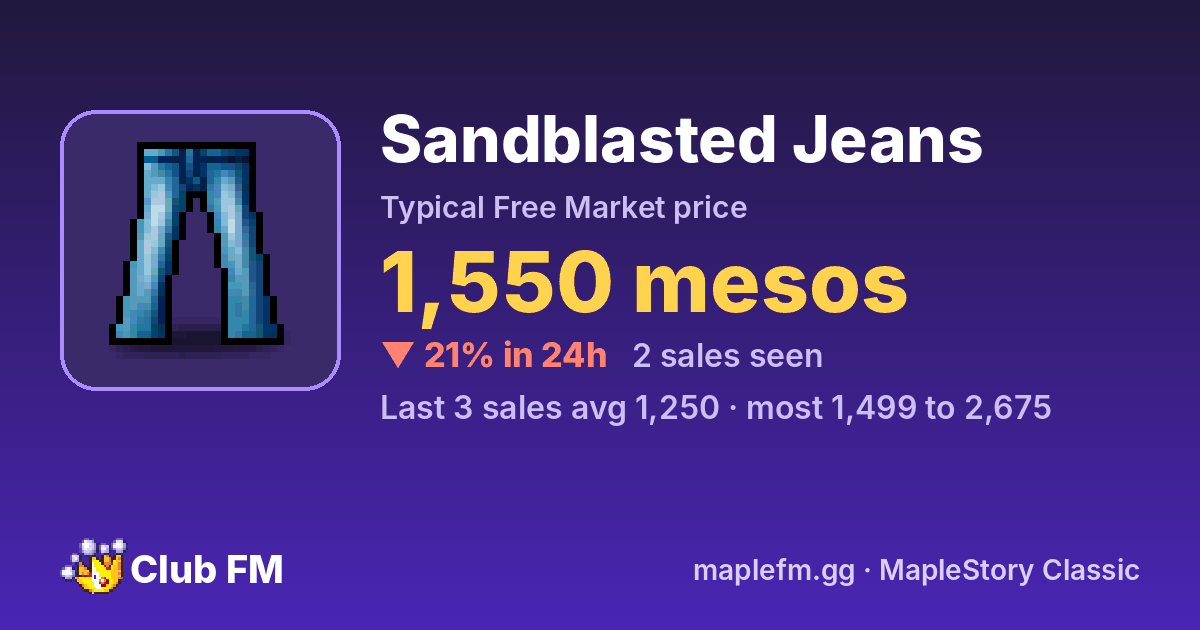 Sandblasted Jeans
Typical Free Market price
1,550 mesos
▼ 21% in 24h 2 sales seen
Last 3 sales avg 1,250 · most 1,499 to 2,675
Club FM
maplefm.gg · MapleStory Classic